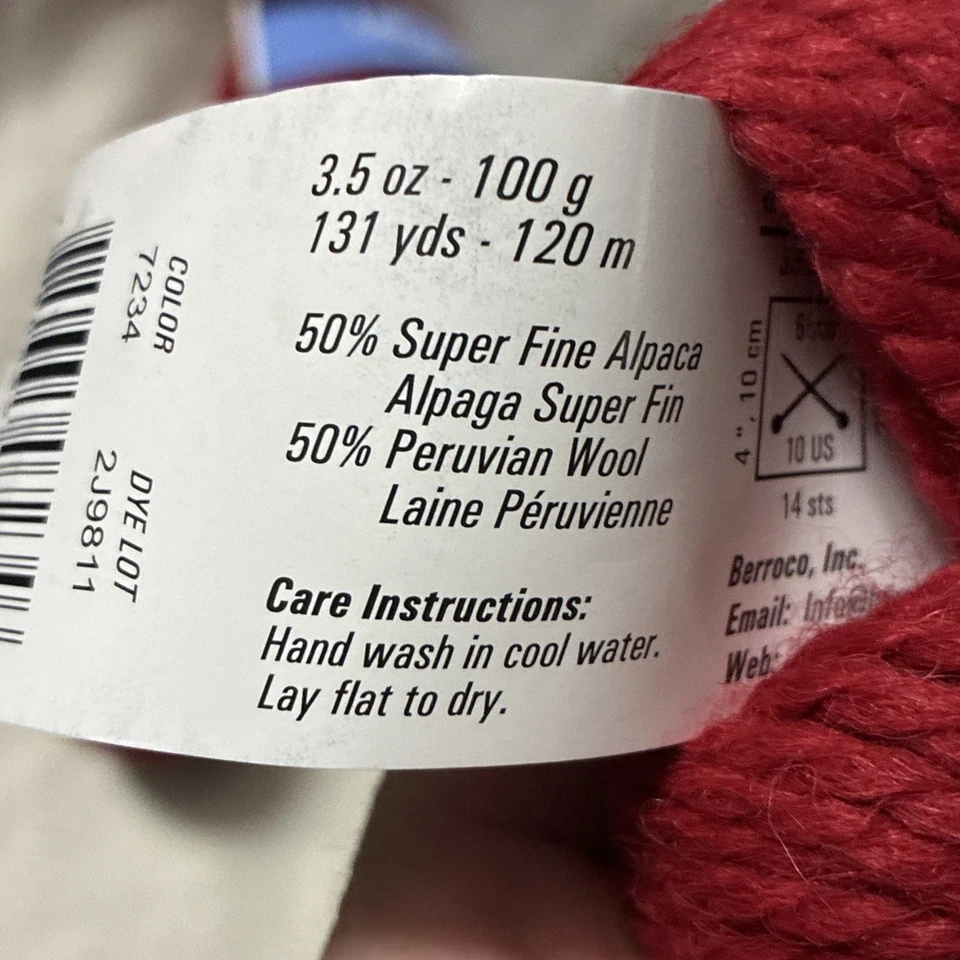 3.5 oz - 100 g
131 yds - 120 m
50% Super Fine Alpaca
Alpaga Super Fin
50% Peruvian Wool
Laine Péruvienne
Care Instructions:
Hand wash in cool water.
Lay flat to dry.
COLOR
7234
DYE LOT
2J9811
4", 10 cm
10 US
14 sts
Berroco, Inc.
Email:
Web: